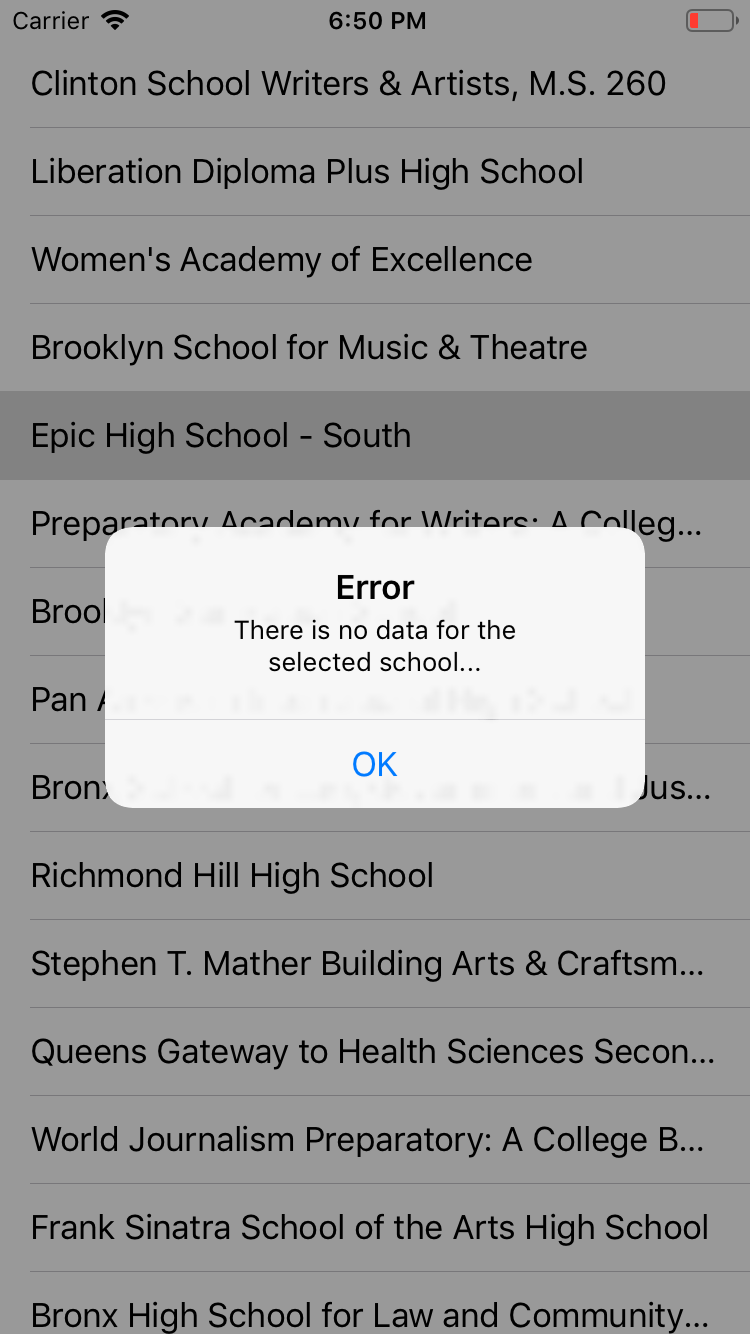 Carrier 6:50 PM
Clinton School Writers & Artists, M.S. 260
Liberation Diploma Plus High School
Women's Academy of Excellence
Brooklyn School for Music & Theatre
Epic High School - South
Preparatory Academy for Writers: A Colleg...
Error
Brool
There is no data for the
selected school...
Pan A
OK
Bronx Jus...
Richmond Hill High School
Stephen T. Mather Building Arts & Craftsm...
Queens Gateway to Health Sciences Secon...
World Journalism Preparatory: A College B...
Frank Sinatra School of the Arts High School
Bronx High School for Law and Community...